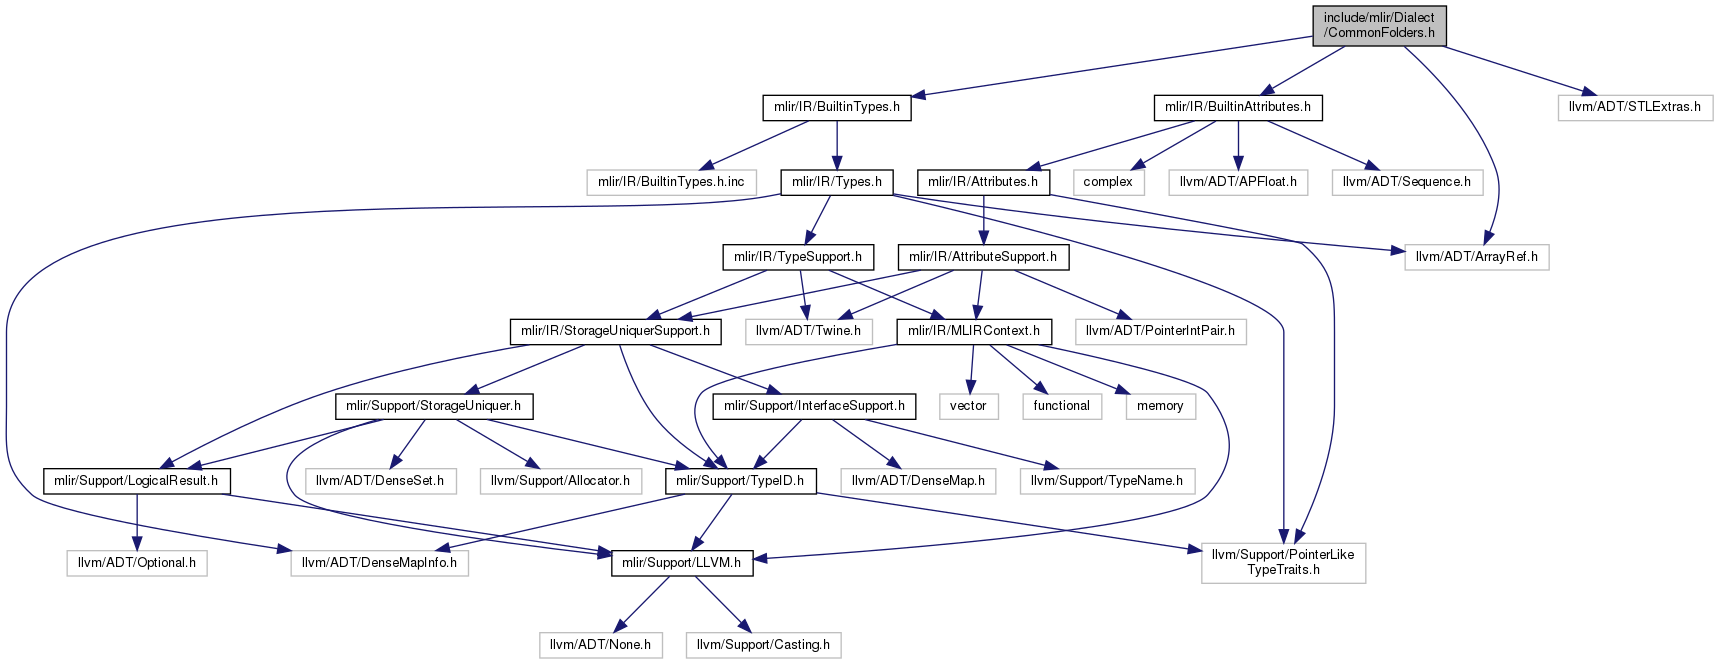 include/mlir/Dialect
/CommonFolders.h
mlir/IR/BuiltinTypes.h
mlir/IR/BuiltinAttributes.h
llvm/ADT/STLExtras.h
mlir/IR/BuiltinTypes.h.inc
mlir/IR/Types.h
mlir/IR/Attributes.h
complex
llvm/ADT/APFloat.h
llvm/ADT/Sequence.h
mlir/IR/TypeSupport.h
mlir/IR/AttributeSupport.h
llvm/ADT/ArrayRef.h
mlir/IR/StorageUniquerSupport.h
llvm/ADT/Twine.h
mlir/IR/MLIRContext.h
llvm/ADT/PointerIntPair.h
mlir/Support/StorageUniquer.h
mlir/Support/InterfaceSupport.h
vector
functional
memory
mlir/Support/LogicalResult.h
llvm/ADT/DenseSet.h
llvm/Support/Allocator.h
mlir/Support/TypeID.h
llvm/ADT/DenseMap.h
llvm/Support/TypeName.h
llvm/ADT/Optional.h
llvm/ADT/DenseMapInfo.h
mlir/Support/LLVM.h
llvm/Support/PointerLike
TypeTraits.h
llvm/ADT/None.h
llvm/Support/Casting.h